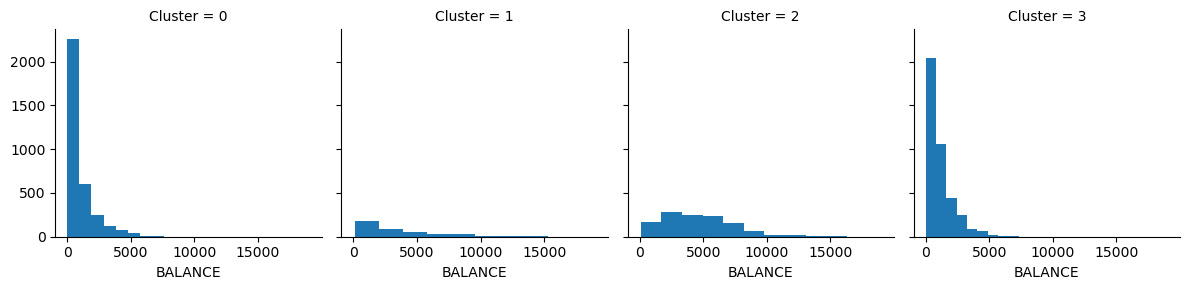 Cluster = 0 Cluster = 1 Cluster = 2 Cluster = 3
2000
1500
1000
500
0
0 5000 10000 15000 0 5000 10000 15000 0 5000 10000 15000 0 5000 10000 15000
BALANCE BALANCE BALANCE BALANCE